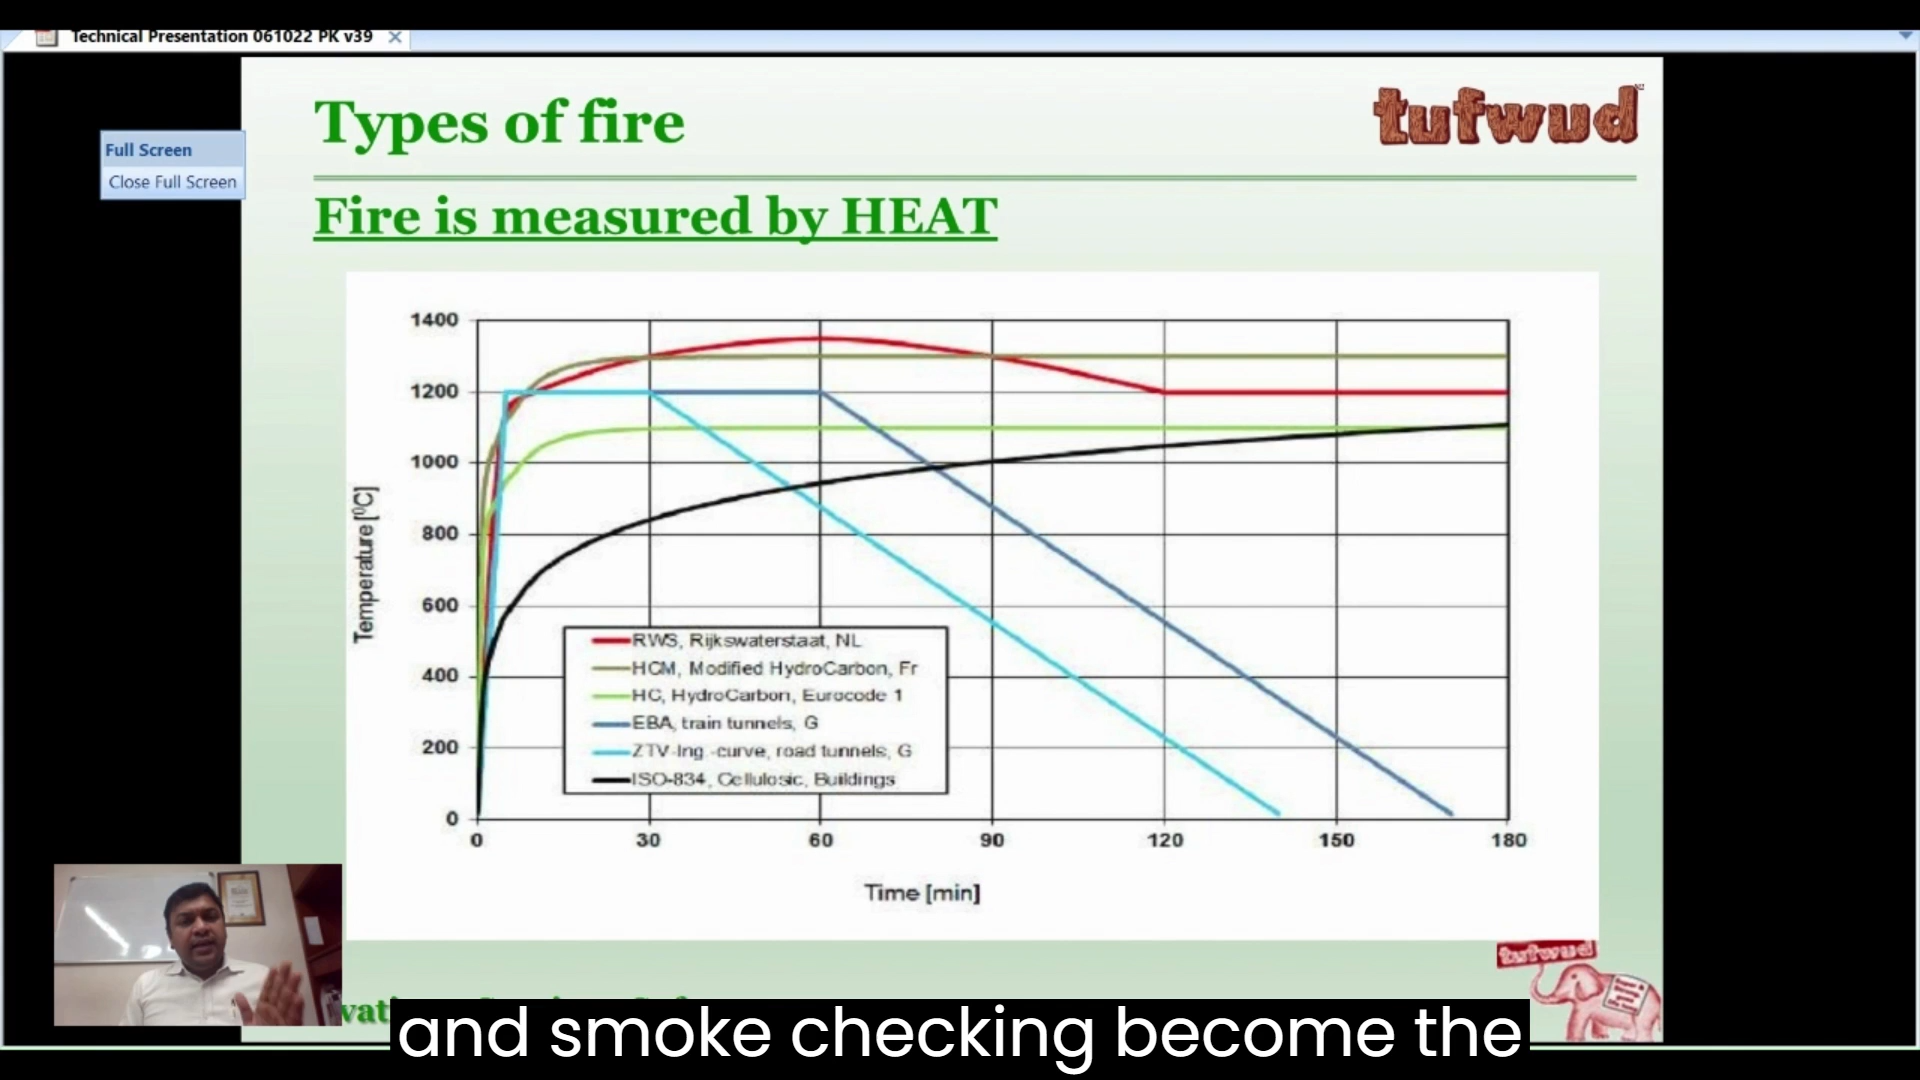 Technical Presentation 061022 PK v39
Full Screen
Close Full Screen
Types of fire
tufwud
Fire is measured by HEAT
1400
1200
1000
800
600
400
200
0
Temperature [⁰C]
RWS, Rijkswaterstaat, NL
HCM, Modified HydroCarbon, Fr
HC, HydroCarbon, Eurocode 1
EBA, train tunnels, G
ZTV-Ing.-curve, road tunnels, G
ISO-834, Cellulosic, Buildings
0 30 60 90 120 150 180
Time [min]
tufwud
and smoke checking become the